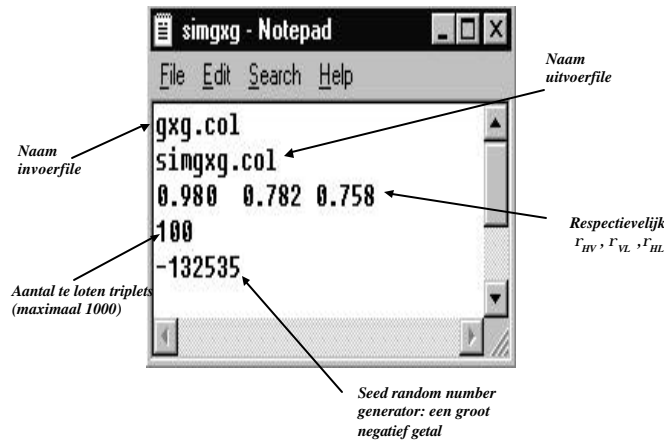 simgxg - Notepad
File Edit Search Help
gxg.col
simgxg.col
0.980 0.782 0.758
100
-132535
Naam
uitvoerfile
Naam
invoerfile
Respectievelijk
r_HV , r_VL , r_HL
Aantal te loten triplets
(maximaal 1000)
Seed random number
generator: een groot
negatief getal